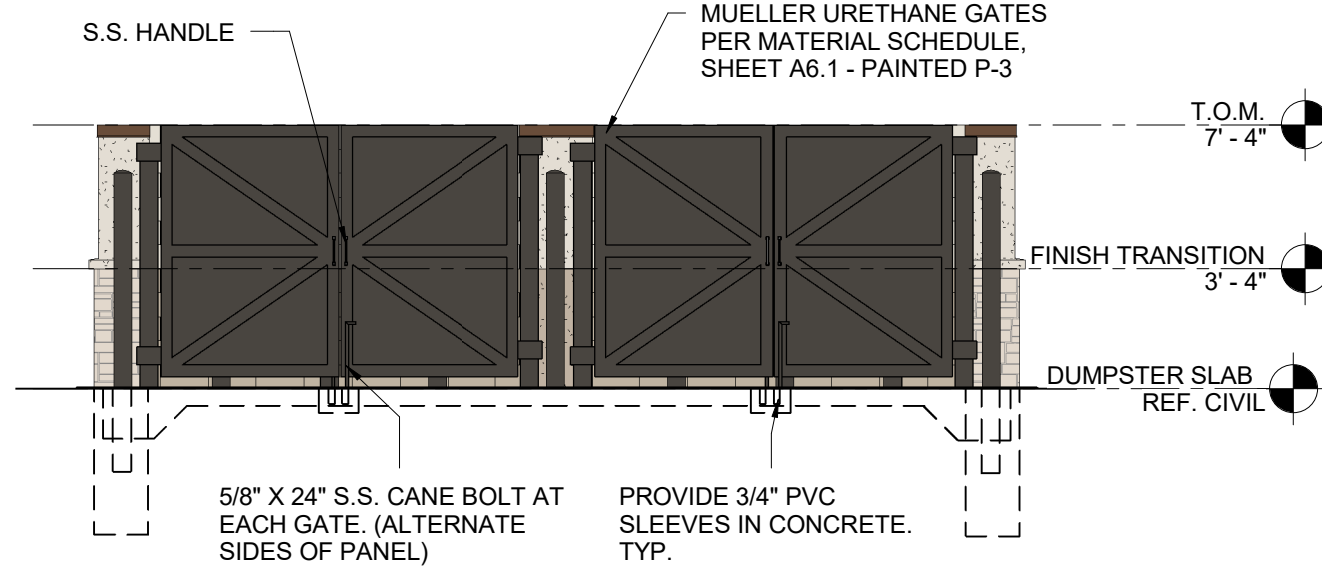 S.S. HANDLE
MUELLER URETHANE GATES
PER MATERIAL SCHEDULE,
SHEET A6.1 - PAINTED P-3
T.O.M.
7' - 4"
FINISH TRANSITION
3' - 4"
DUMPSTER SLAB
REF. CIVIL
5/8" X 24" S.S. CANE BOLT AT
EACH GATE. (ALTERNATE
SIDES OF PANEL)
PROVIDE 3/4" PVC
SLEEVES IN CONCRETE.
TYP.